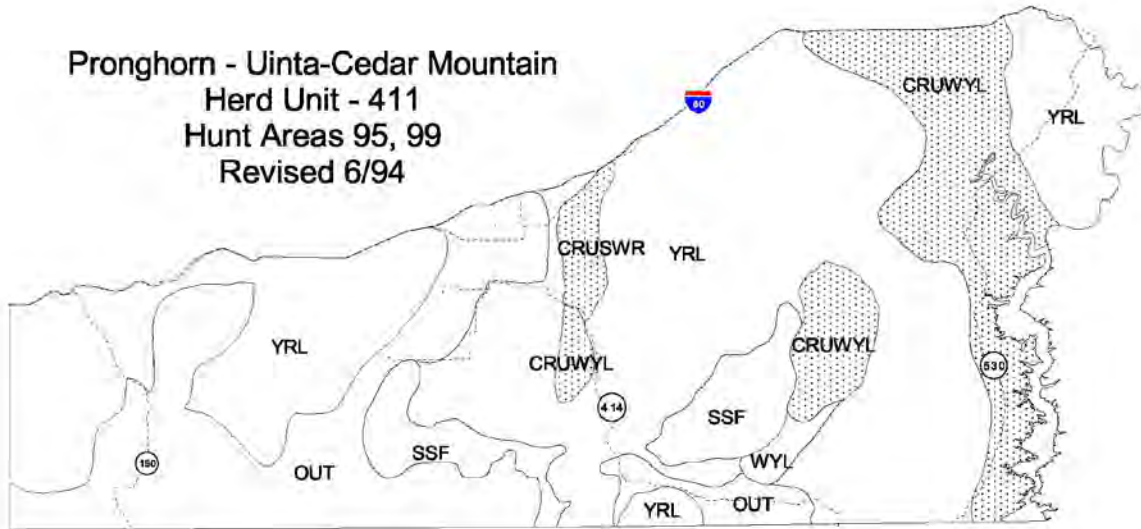 Pronghorn - Uinta-Cedar Mountain
Herd Unit - 411
Hunt Areas 95, 99
Revised 6/94
80
CRUWYL
YRL
CRUSWR
YRL
YRL
CRUWYL
CRUWYL
530
414
SSF
SSF
WYL
150
OUT
YRL
OUT